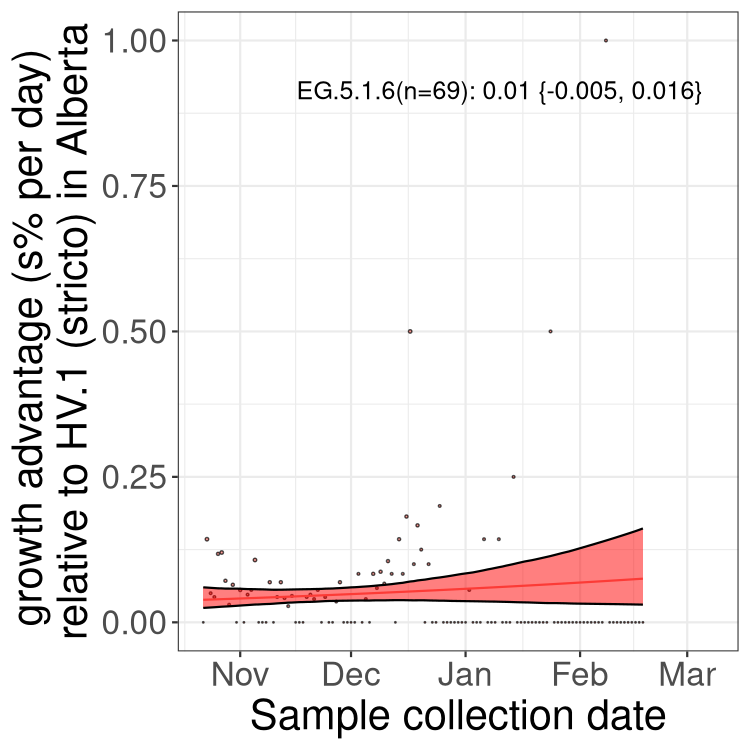 growth advantage (s% per day)
relative to HV.1 (stricto) in Alberta
1.00
0.75
0.50
0.25
0.00
EG.5.1.6(n=69): 0.01 {-0.005, 0.016}
Nov Dec Jan Feb Mar
Sample collection date